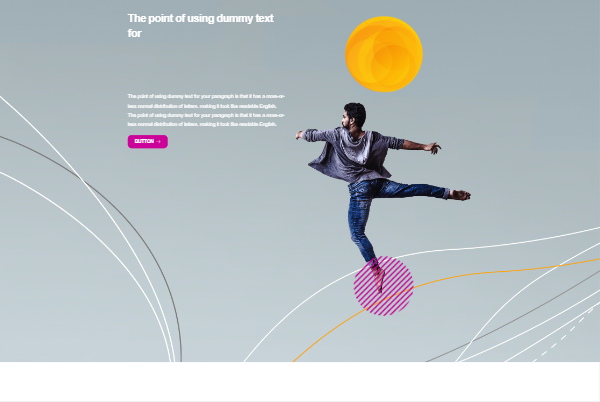 The point of using dummy text
for
The point of using dummy text for your paragraph is that it has a more-or-
less normal distribution of letters. making it look like readable English.
The point of using dummy text for your paragraph is that it has a more-or-
less normal distribution of letters. making it look like readable English.
BUTTON →